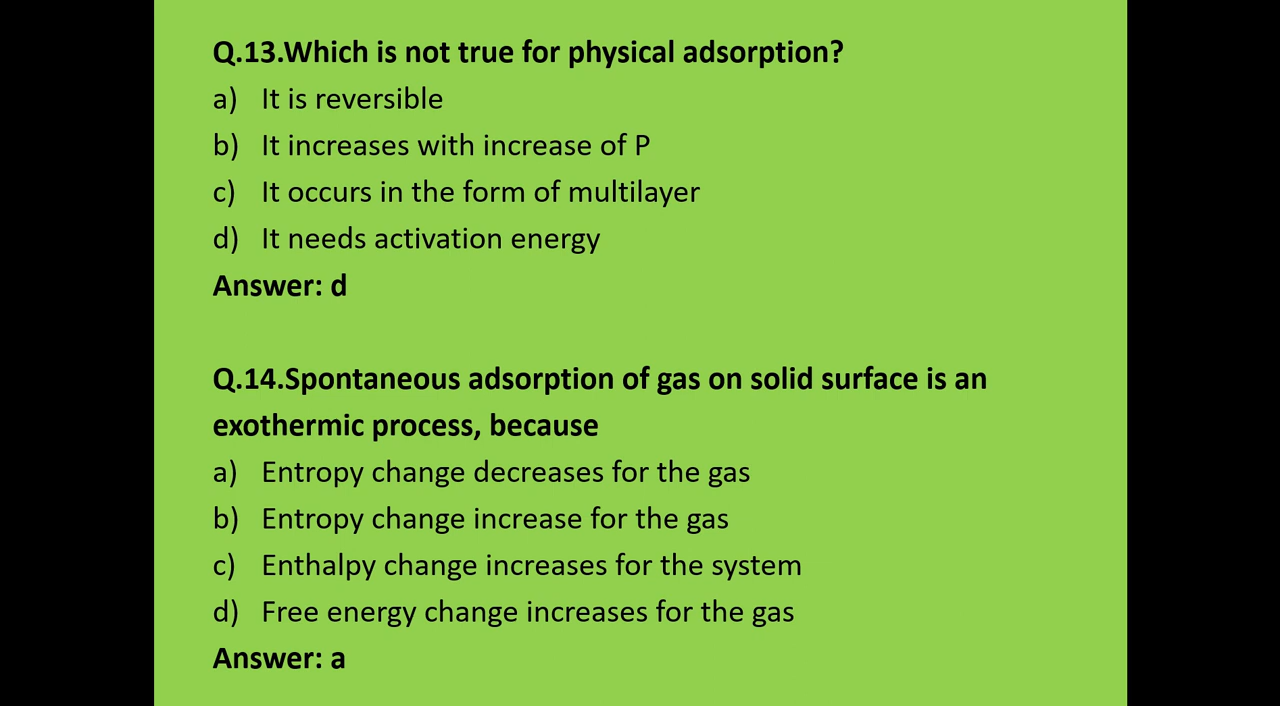 Q.13.Which is not true for physical adsorption?
a) It is reversible
b) It increases with increase of P
c) It occurs in the form of multilayer
d) It needs activation energy
Answer: d
Q.14.Spontaneous adsorption of gas on solid surface is an
exothermic process, because
a) Entropy change decreases for the gas
b) Entropy change increase for the gas
c) Enthalpy change increases for the system
d) Free energy change increases for the gas
Answer: a